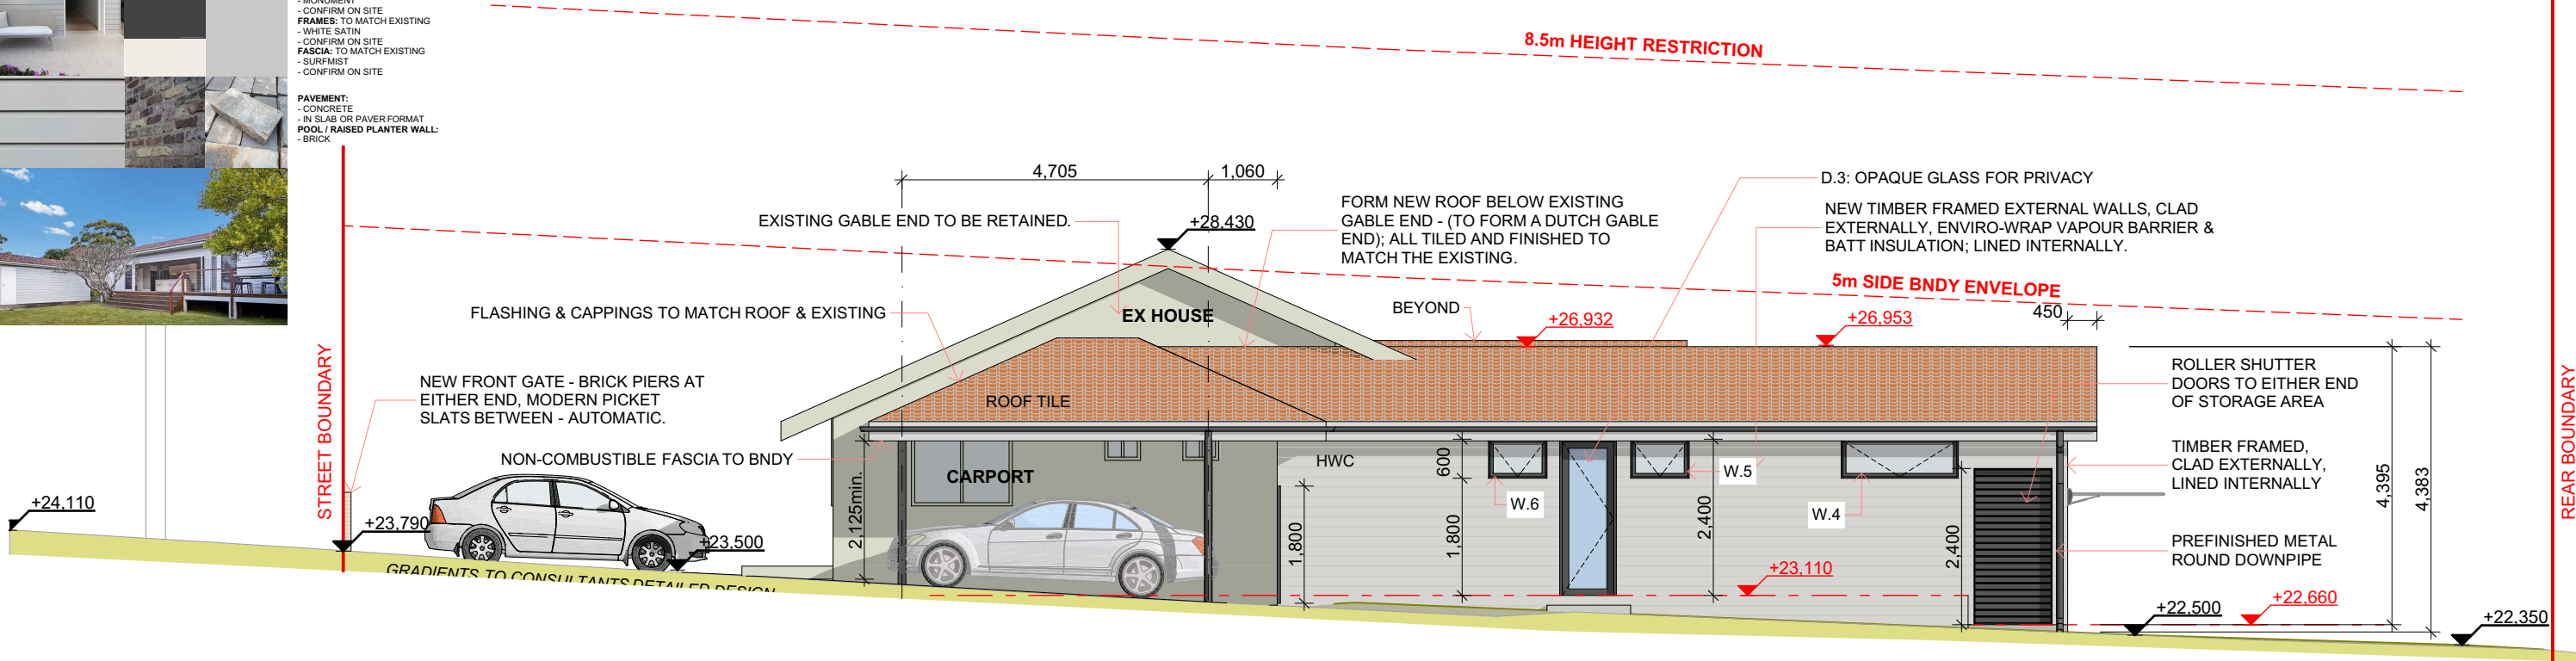 - MONUMENT
- CONFIRM ON SITE
FRAMES: TO MATCH EXISTING
- WHITE SATIN
- CONFIRM ON SITE
FASCIA: TO MATCH EXISTING
- SURFMIST
- CONFIRM ON SITE
PAVEMENT:
- CONCRETE
- IN SLAB OR PAVER FORMAT
POOL / RAISED PLANTER WALL:
- BRICK
8.5m HEIGHT RESTRICTION
4,705
1,060
D.3: OPAQUE GLASS FOR PRIVACY
EXISTING GABLE END TO BE RETAINED.
+28,430
FORM NEW ROOF BELOW EXISTING
GABLE END - (TO FORM A DUTCH GABLE
END); ALL TILED AND FINISHED TO
MATCH THE EXISTING.
NEW TIMBER FRAMED EXTERNAL WALLS, CLAD
EXTERNALLY, ENVIRO-WRAP VAPOUR BARRIER &
BATT INSULATION; LINED INTERNALLY.
5m SIDE BNDY ENVELOPE
FLASHING & CAPPINGS TO MATCH ROOF & EXISTING
EX HOUSE
BEYOND
+26,932
+26,953
450
STREET BOUNDARY
NEW FRONT GATE - BRICK PIERS AT
EITHER END, MODERN PICKET
SLATS BETWEEN - AUTOMATIC.
ROOF TILE
ROLLER SHUTTER
DOORS TO EITHER END
OF STORAGE AREA
REAR BOUNDARY
NON-COMBUSTIBLE FASCIA TO BNDY
CARPORT
HWC
600
W.5
W.6
W.4
TIMBER FRAMED,
CLAD EXTERNALLY,
LINED INTERNALLY
4,395
4,383
+24,110
+23,790
+23,500
2,125min.
1,800
1,800
2,400
2,400
PREFINISHED METAL
ROUND DOWNPIPE
GRADIENTS TO CONSULTANTS DETAILED DESIGN
+23,110
+22,500
+22,660
+22,350